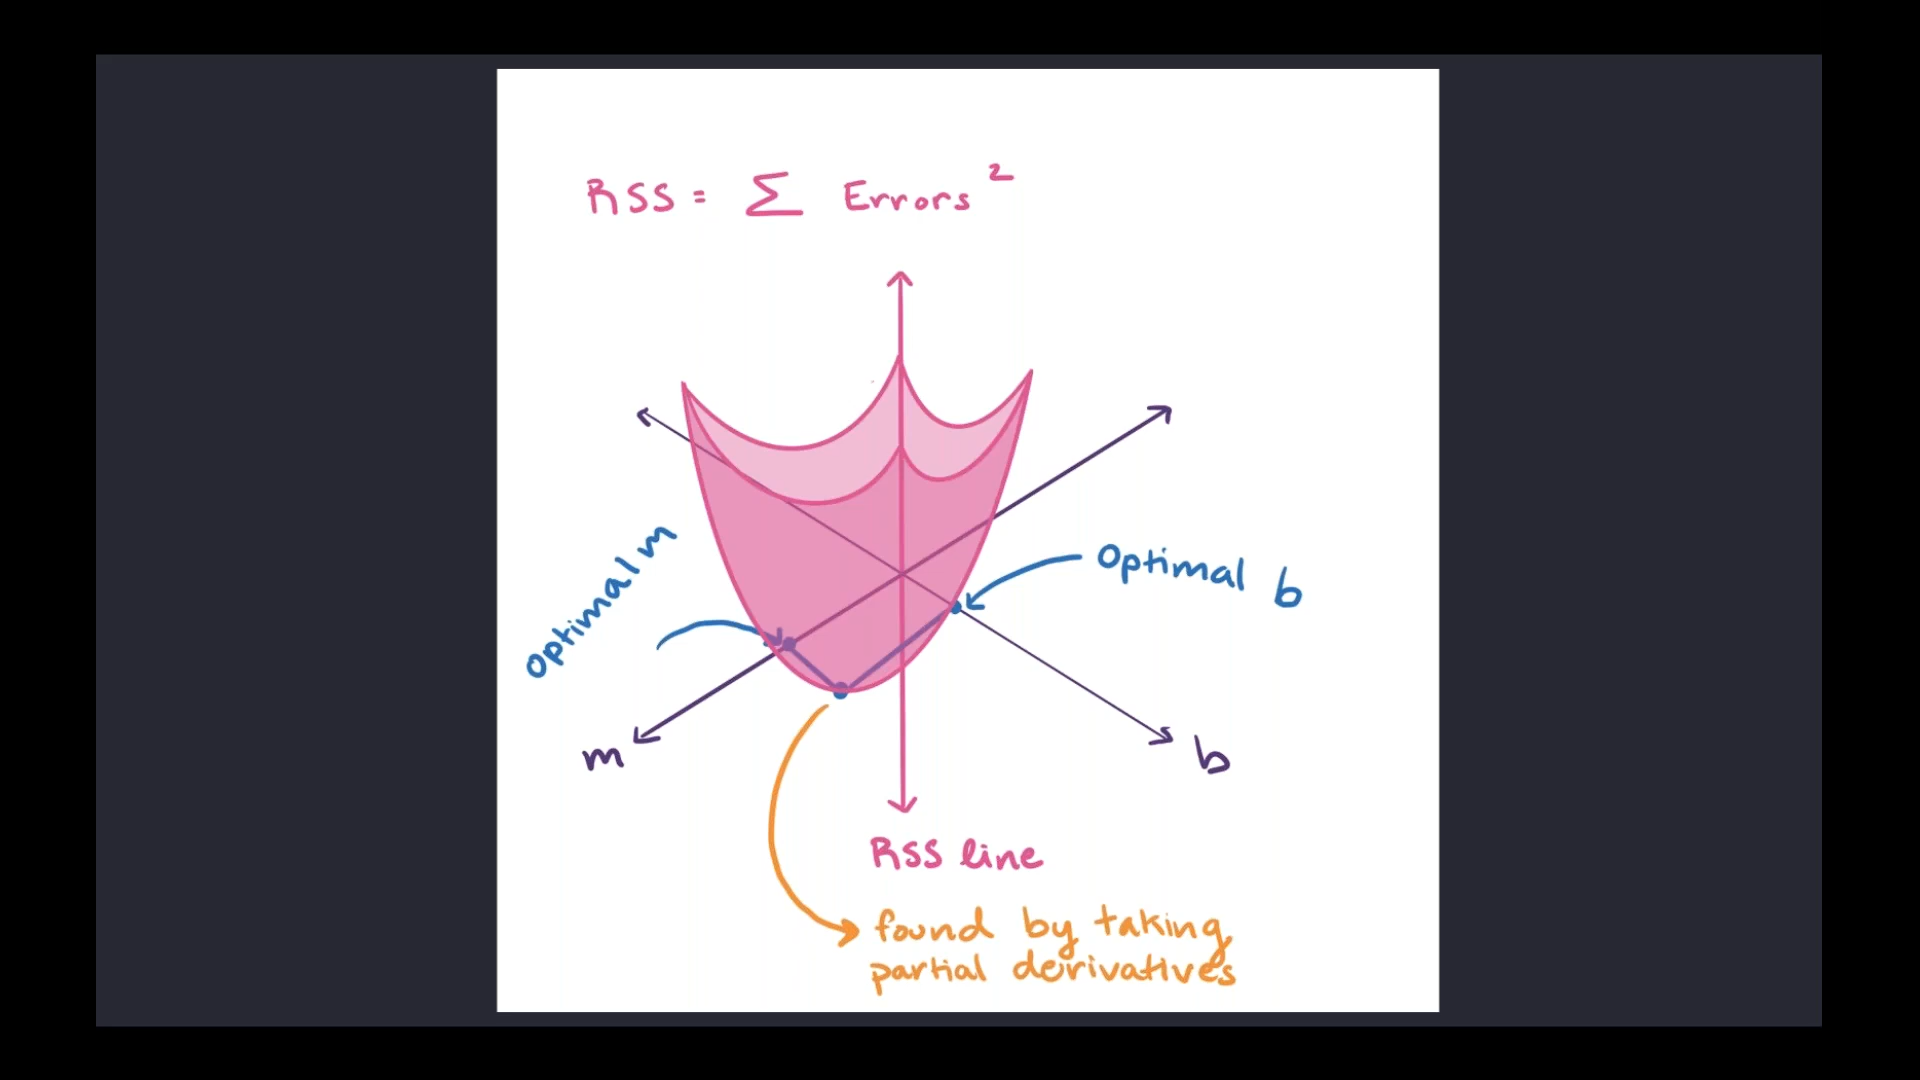 RSS = Σ Errors²
Optimal m
Optimal b
m
b
RSS line
found by taking
partial derivatives